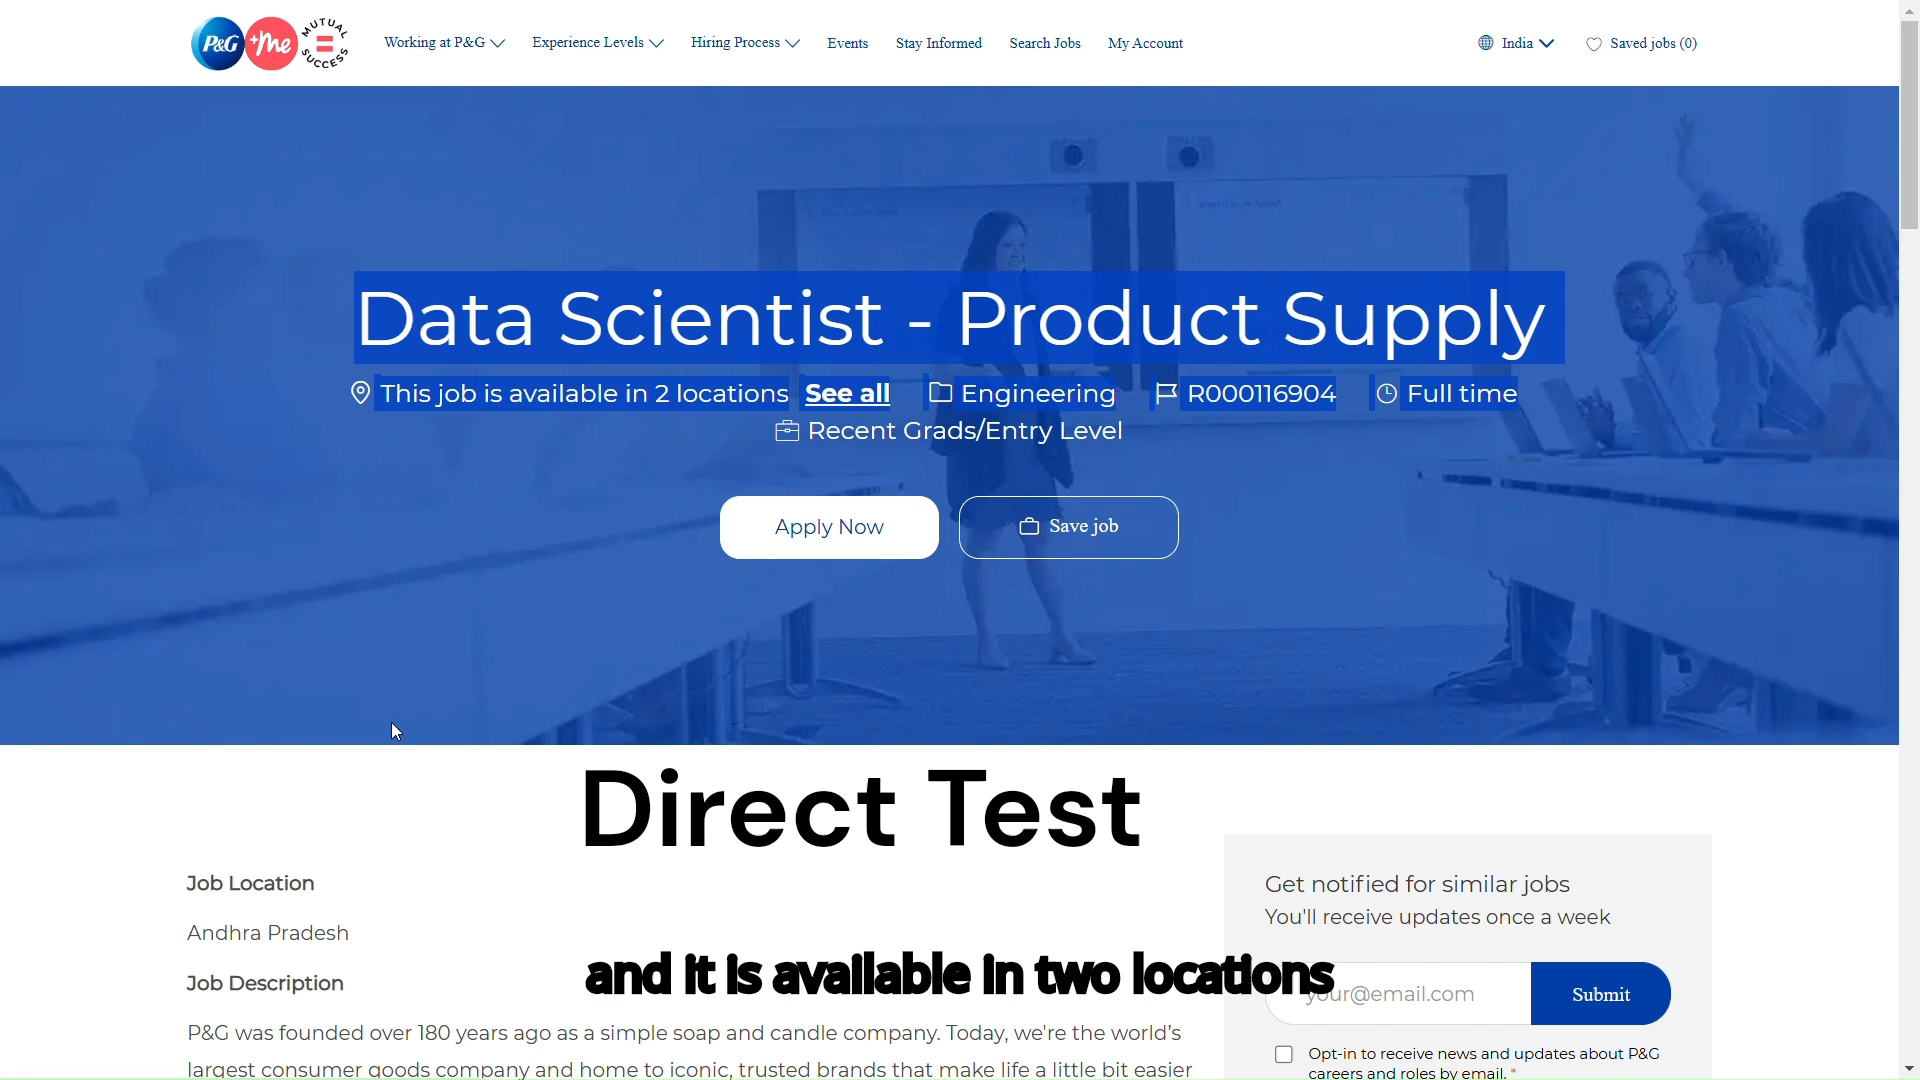 P&G +Me MUTUAL SUCCESS
Working at P&G Experience Levels Hiring Process Events Stay Informed Search Jobs My Account India Saved jobs (0)
Data Scientist - Product Supply
This job is available in 2 locations See all Engineering R000116904 Full time
Recent Grads/Entry Level
Apply Now Save job
Direct Test
Job Location
Andhra Pradesh
Job Description
P&G was founded over 180 years ago as a simple soap and candle company. Today, we're the world's
largest consumer goods company and home to iconic, trusted brands that make life a little bit easier
Get notified for similar jobs
You'll receive updates once a week
and it is available in two locations
your@email.com Submit
Opt-in to receive news and updates about P&G
careers and roles by email. *